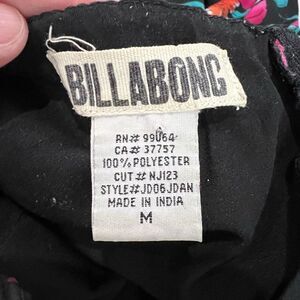 BILLABONG
RN# 99064
CA# 37757
100% POLYESTER
CUT# NJ123
STYLE# JD06JDAN
MADE IN INDIA
M